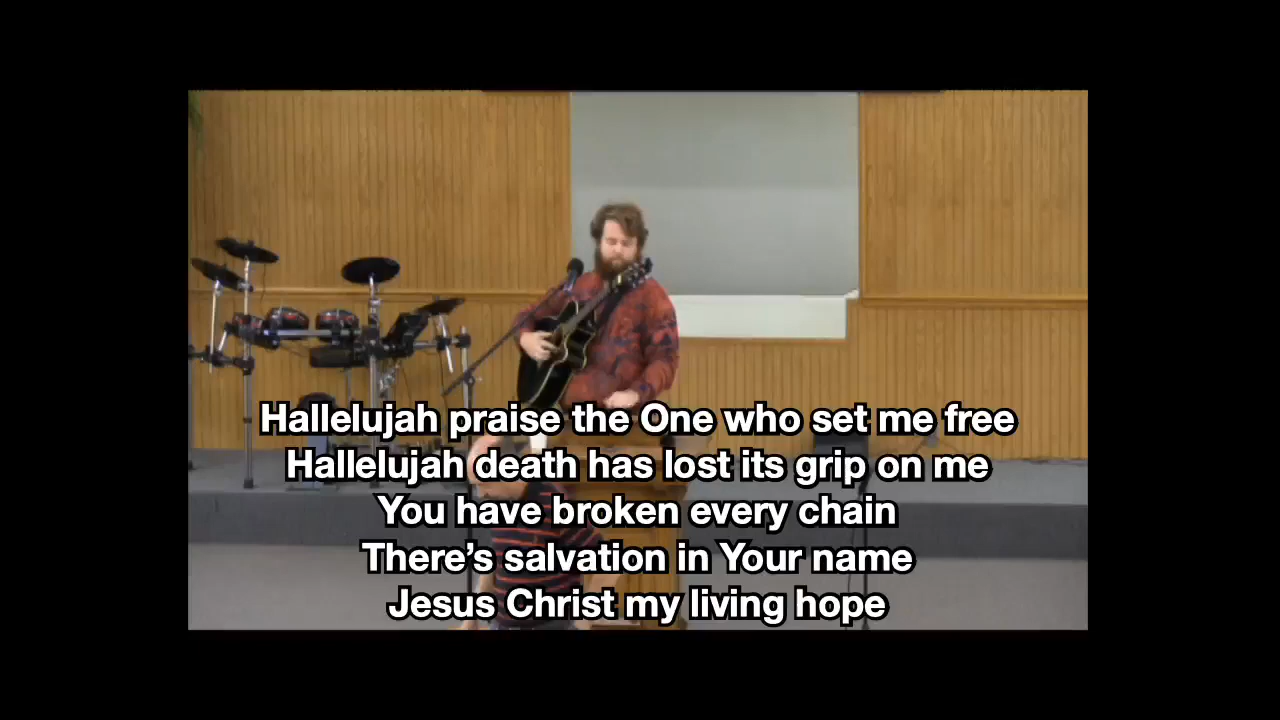 Hallelujah praise the One who set me free
Hallelujah death has lost its grip on me
You have broken every chain
There's salvation in Your name
Jesus Christ my living hope